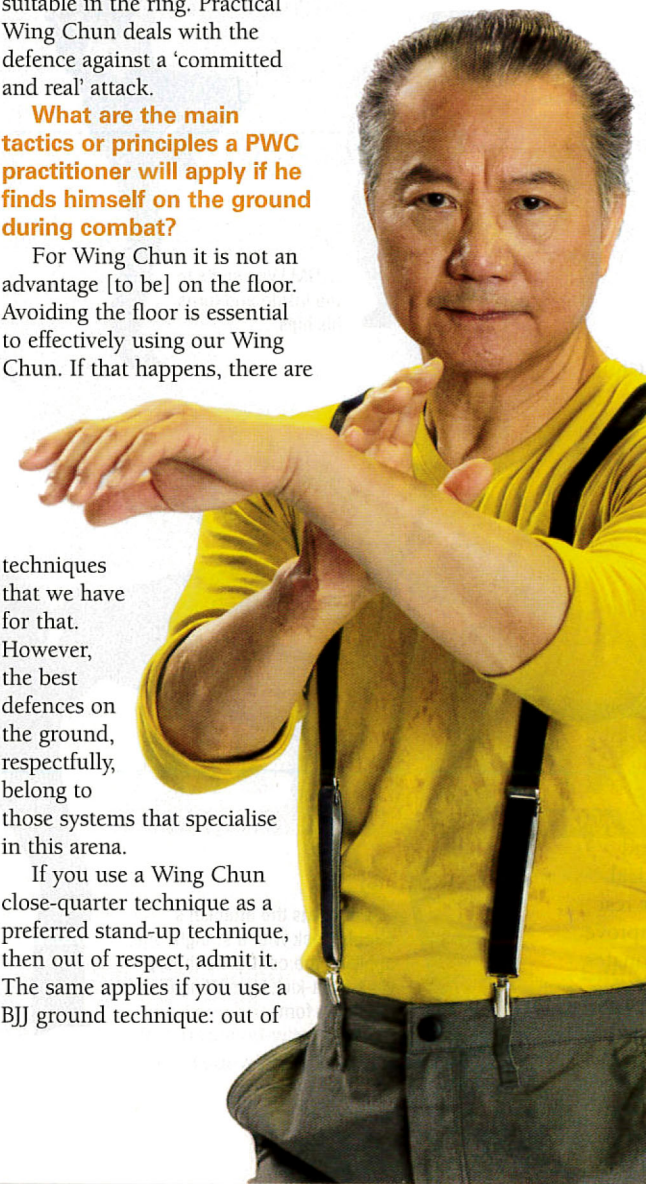 suitable in the ring. Practical
Wing Chun deals with the
defence against a ‘committed
and real’ attack.
What are the main
tactics or principles a PWC
practitioner will apply if he
finds himself on the ground
during combat?
For Wing Chun it is not an
advantage [to be] on the floor.
Avoiding the floor is essential
to effectively using our Wing
Chun. If that happens, there are
techniques
that we have
for that.
However,
the best
defences on
the ground,
respectfully,
belong to
those systems that specialise
in this arena.
If you use a Wing Chun
close-quarter technique as a
preferred stand-up technique,
then out of respect, admit it.
The same applies if you use a
BJJ ground technique: out of